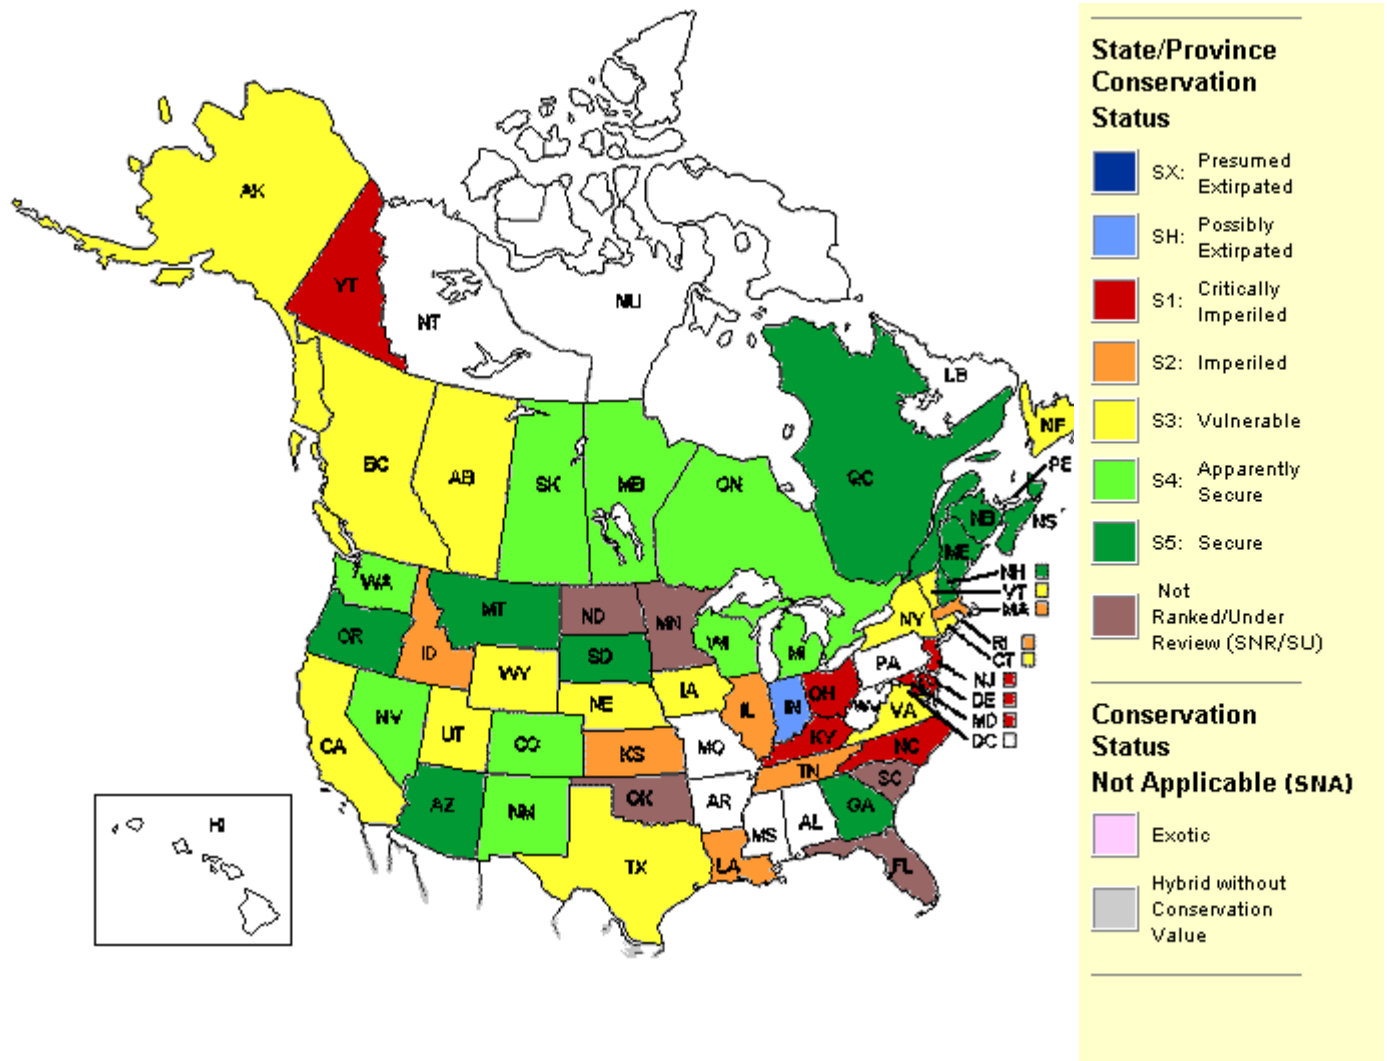 AK
YT
NT
NU
LB
NF
BC
AB
SK
MB
ON
QC
PE
NB
NS
ME
NH
VT
MA
RI
CT
NJ
DE
MD
DC
WA
MT
ND
MN
OR
ID
SD
WI
MI
NY
WY
PA
IA
NE
IL
IN
OH
WV
VA
NV
UT
CO
KS
MO
KY
CA
NC
TN
AZ
NM
OK
AR
SC
MS
AL
GA
TX
LA
FL
HI
State/Province
Conservation
Status
SX: Presumed
Extirpated
SH: Possibly
Extirpated
S1: Critically
Imperiled
S2: Imperiled
S3: Vulnerable
S4: Apparently
Secure
S5: Secure
Not
Ranked/Under
Review (SNR/SU)
Conservation
Status
Not Applicable (SNA)
Exotic
Hybrid without
Conservation
Value